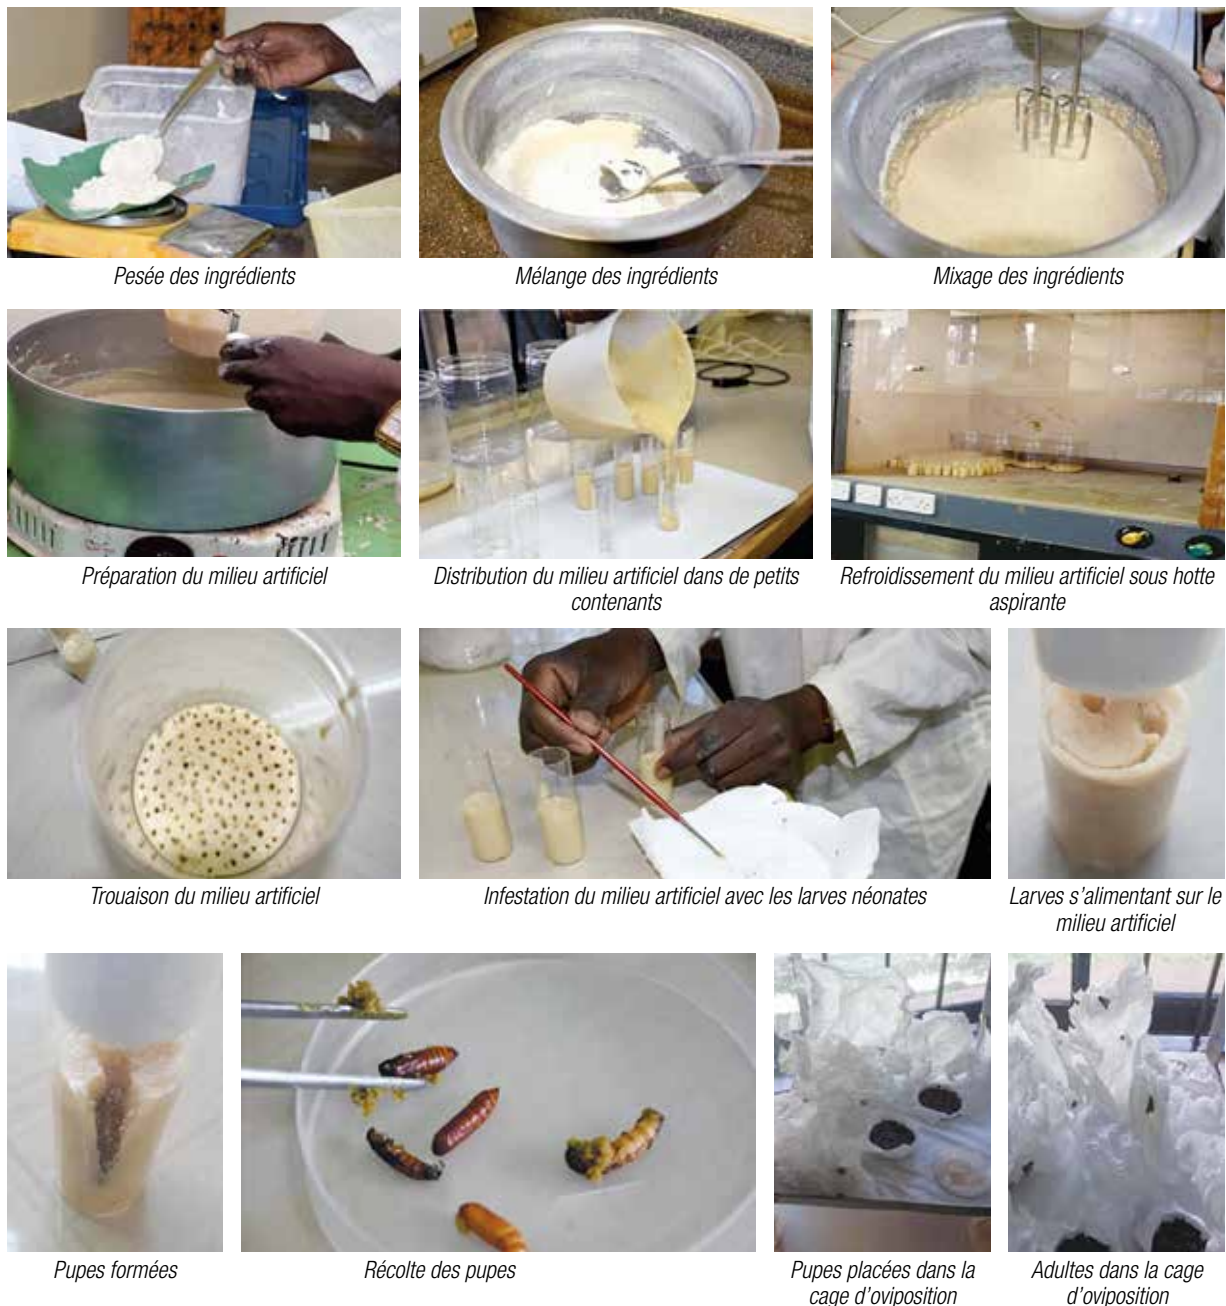 Pesée des ingrédients
Mélange des ingrédients
Mixage des ingrédients
Préparation du milieu artificiel
Distribution du milieu artificiel dans de petits
contenants
Refroidissement du milieu artificiel sous hotte
aspirante
Trouaison du milieu artificiel
Infestation du milieu artificiel avec les larves néonates
Larves s’alimentant sur le
milieu artificiel
Pupes formées
Récolte des pupes
Pupes placées dans la
cage d’oviposition
Adultes dans la cage
d’oviposition